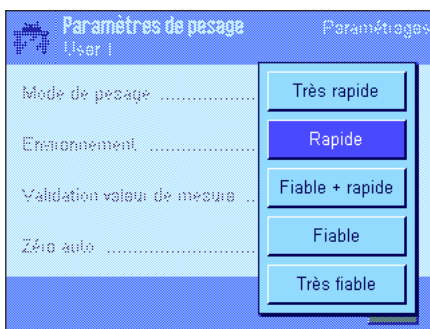 Paramètres de pesage
Paramétrages
User 1
Mode de pesage ..................
Environnement ..................
Validation valeur de mesure ..
Zéro auto ..................
Très rapide
Rapide
Fiable + rapide
Fiable
Très fiable